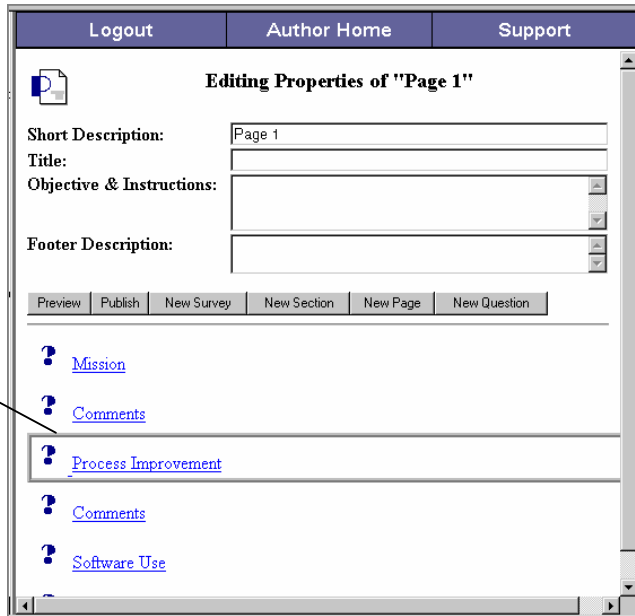 Logout Author Home Support
Editing Properties of "Page 1"
Short Description: Page 1
Title:
Objective & Instructions:
Footer Description:
Preview Publish New Survey New Section New Page New Question
? Mission
? Comments
? Process Improvement
? Comments
? Software Use